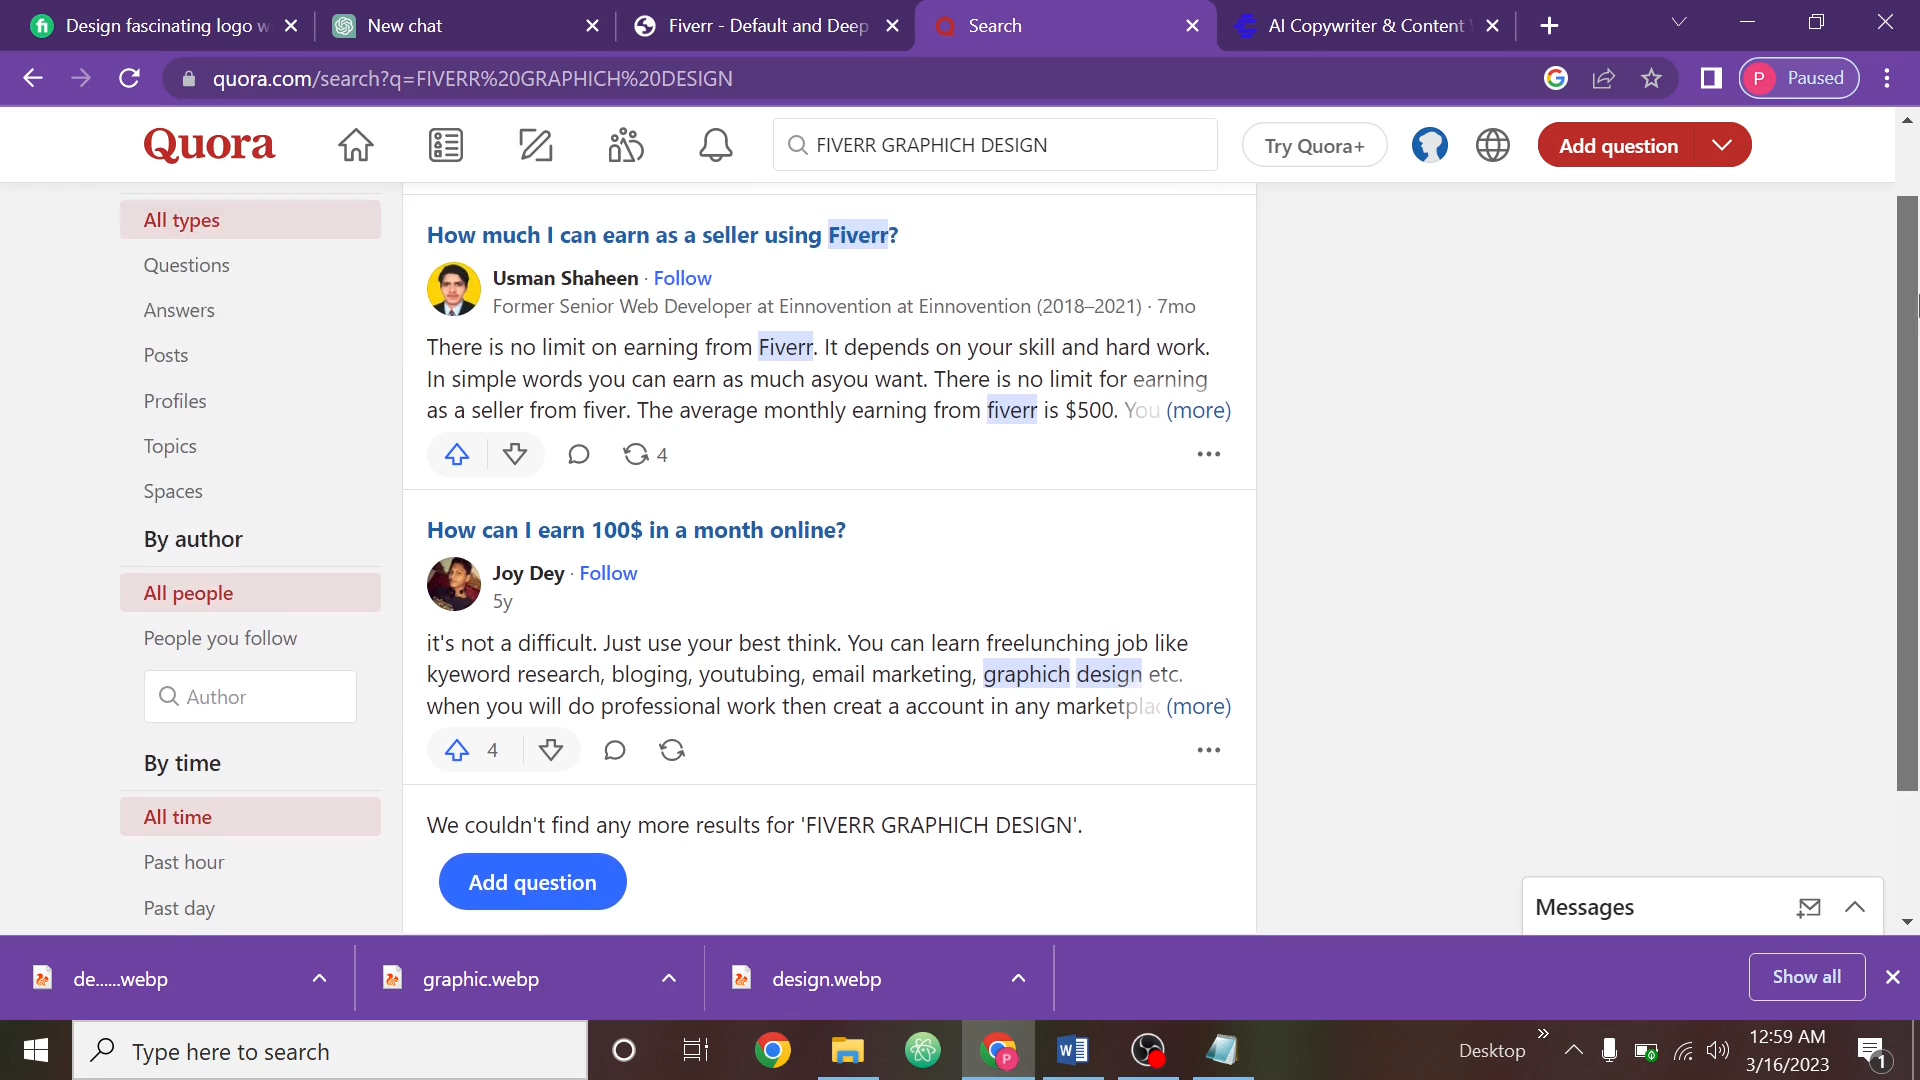 Design fascinating logo w
New chat
Fiverr - Default and Deep
Search
AI Copywriter & Content
quora.com/search?q=FIVERR%20GRAPHICH%20DESIGN
P Paused
Quora
FIVERR GRAPHICH DESIGN
Try Quora+
Add question
All types
Questions
Answers
Posts
Profiles
Topics
Spaces
By author
All people
People you follow
Author
By time
All time
Past hour
Past day
How much I can earn as a seller using Fiverr?
Usman Shaheen · Follow
Former Senior Web Developer at Einnovention at Einnovention (2018–2021) · 7mo
There is no limit on earning from Fiverr. It depends on your skill and hard work.
In simple words you can earn as much asyou want. There is no limit for earning
as a seller from fiver. The average monthly earning from fiverr is $500. You (more)
4
How can I earn 100$ in a month online?
Joy Dey · Follow
5y
it's not a difficult. Just use your best think. You can learn freelunching job like
kyeword research, bloging, youtubing, email marketing, graphich design etc.
when you will do professional work then creat a account in any marketplac (more)
4
We couldn't find any more results for 'FIVERR GRAPHICH DESIGN'.
Add question
Messages
de......webp
graphic.webp
design.webp
Show all
Type here to search
Desktop
12:59 AM
3/16/2023
1